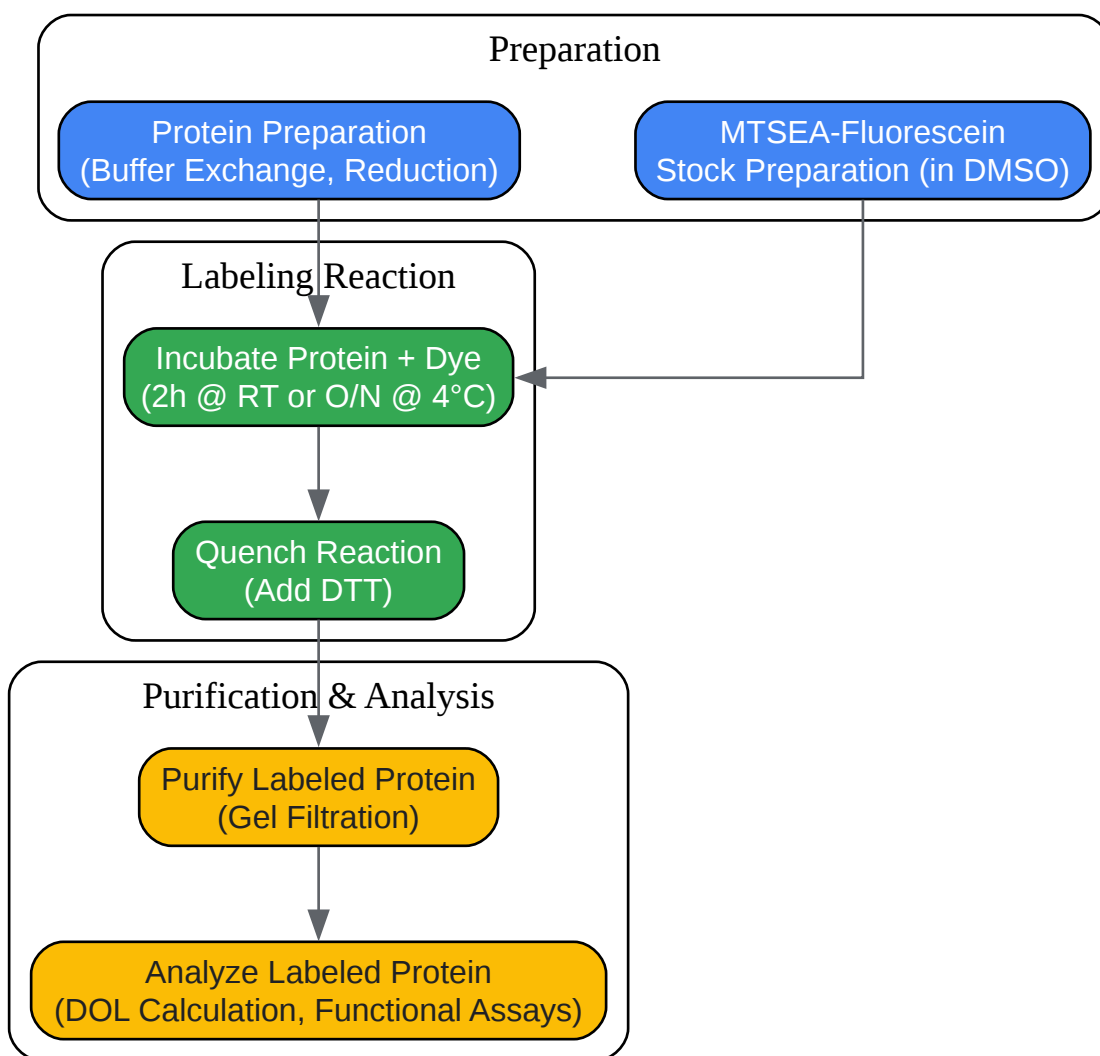 Preparation
Protein Preparation
(Buffer Exchange, Reduction)
MTSEA-Fluorescein
Stock Preparation (in DMSO)
Labeling Reaction
Incubate Protein + Dye
(2h @ RT or O/N @ 4°C)
Quench Reaction
(Add DTT)
Purification & Analysis
Purify Labeled Protein
(Gel Filtration)
Analyze Labeled Protein
(DOL Calculation, Functional Assays)